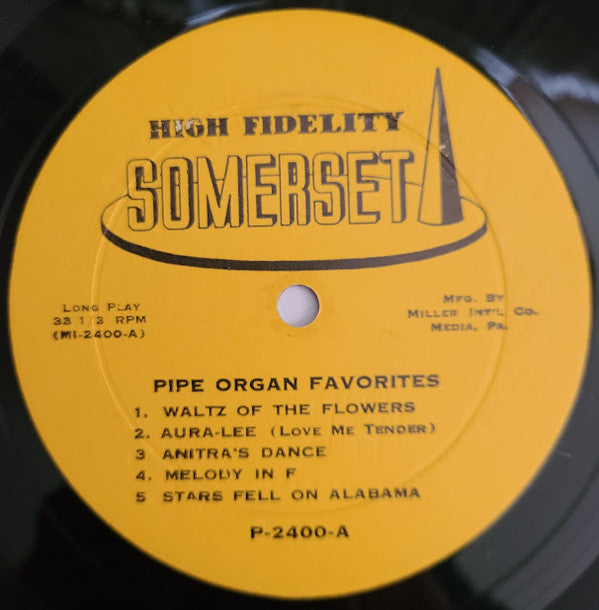 HIGH FIDELITY
SOMERSET
LONG PLAY
33 1/3 RPM
(MI-2400-A)
MFG. BY
MILLER INT'L CO.
MEDIA, PA.
PIPE ORGAN FAVORITES
1. WALTZ OF THE FLOWERS
2. AURA-LEE (LOVE ME TENDER)
3 ANITRA'S DANCE
4. MELODY IN F
5 STARS FELL ON ALABAMA
P-2400-A